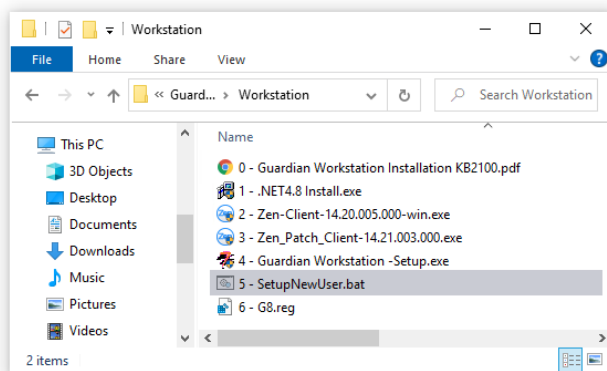 Workstation
File Home Share View
Guard... Workstation Search Workstation
This PC
3D Objects
Desktop
Documents
Downloads
Music
Pictures
Videos
Name
0 - Guardian Workstation Installation KB2100.pdf
1 - .NET4.8 Install.exe
2 - Zen-Client-14.20.005.000-win.exe
3 - Zen_Patch_Client-14.21.003.000.exe
4 - Guardian Workstation -Setup.exe
5 - SetupNewUser.bat
6 - G8.reg
2 items